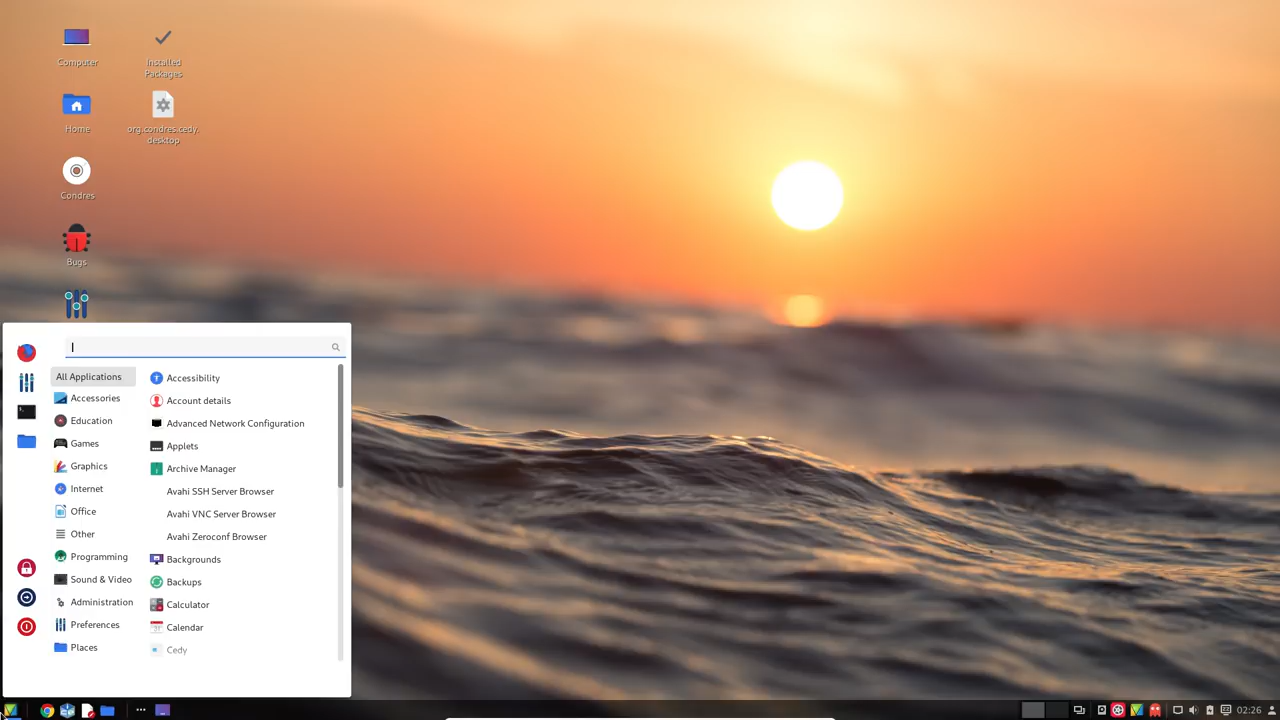 Computer
Installed
Packages
Home
org.condres.cedy.
desktop
Condres
Bugs
All Applications
Accessories
Education
Games
Graphics
Internet
Office
Other
Programming
Sound & Video
Administration
Preferences
Places
Accessibility
Account details
Advanced Network Configuration
Applets
Archive Manager
Avahi SSH Server Browser
Avahi VNC Server Browser
Avahi Zeroconf Browser
Backgrounds
Backups
Calculator
Calendar
Cedy
02:26